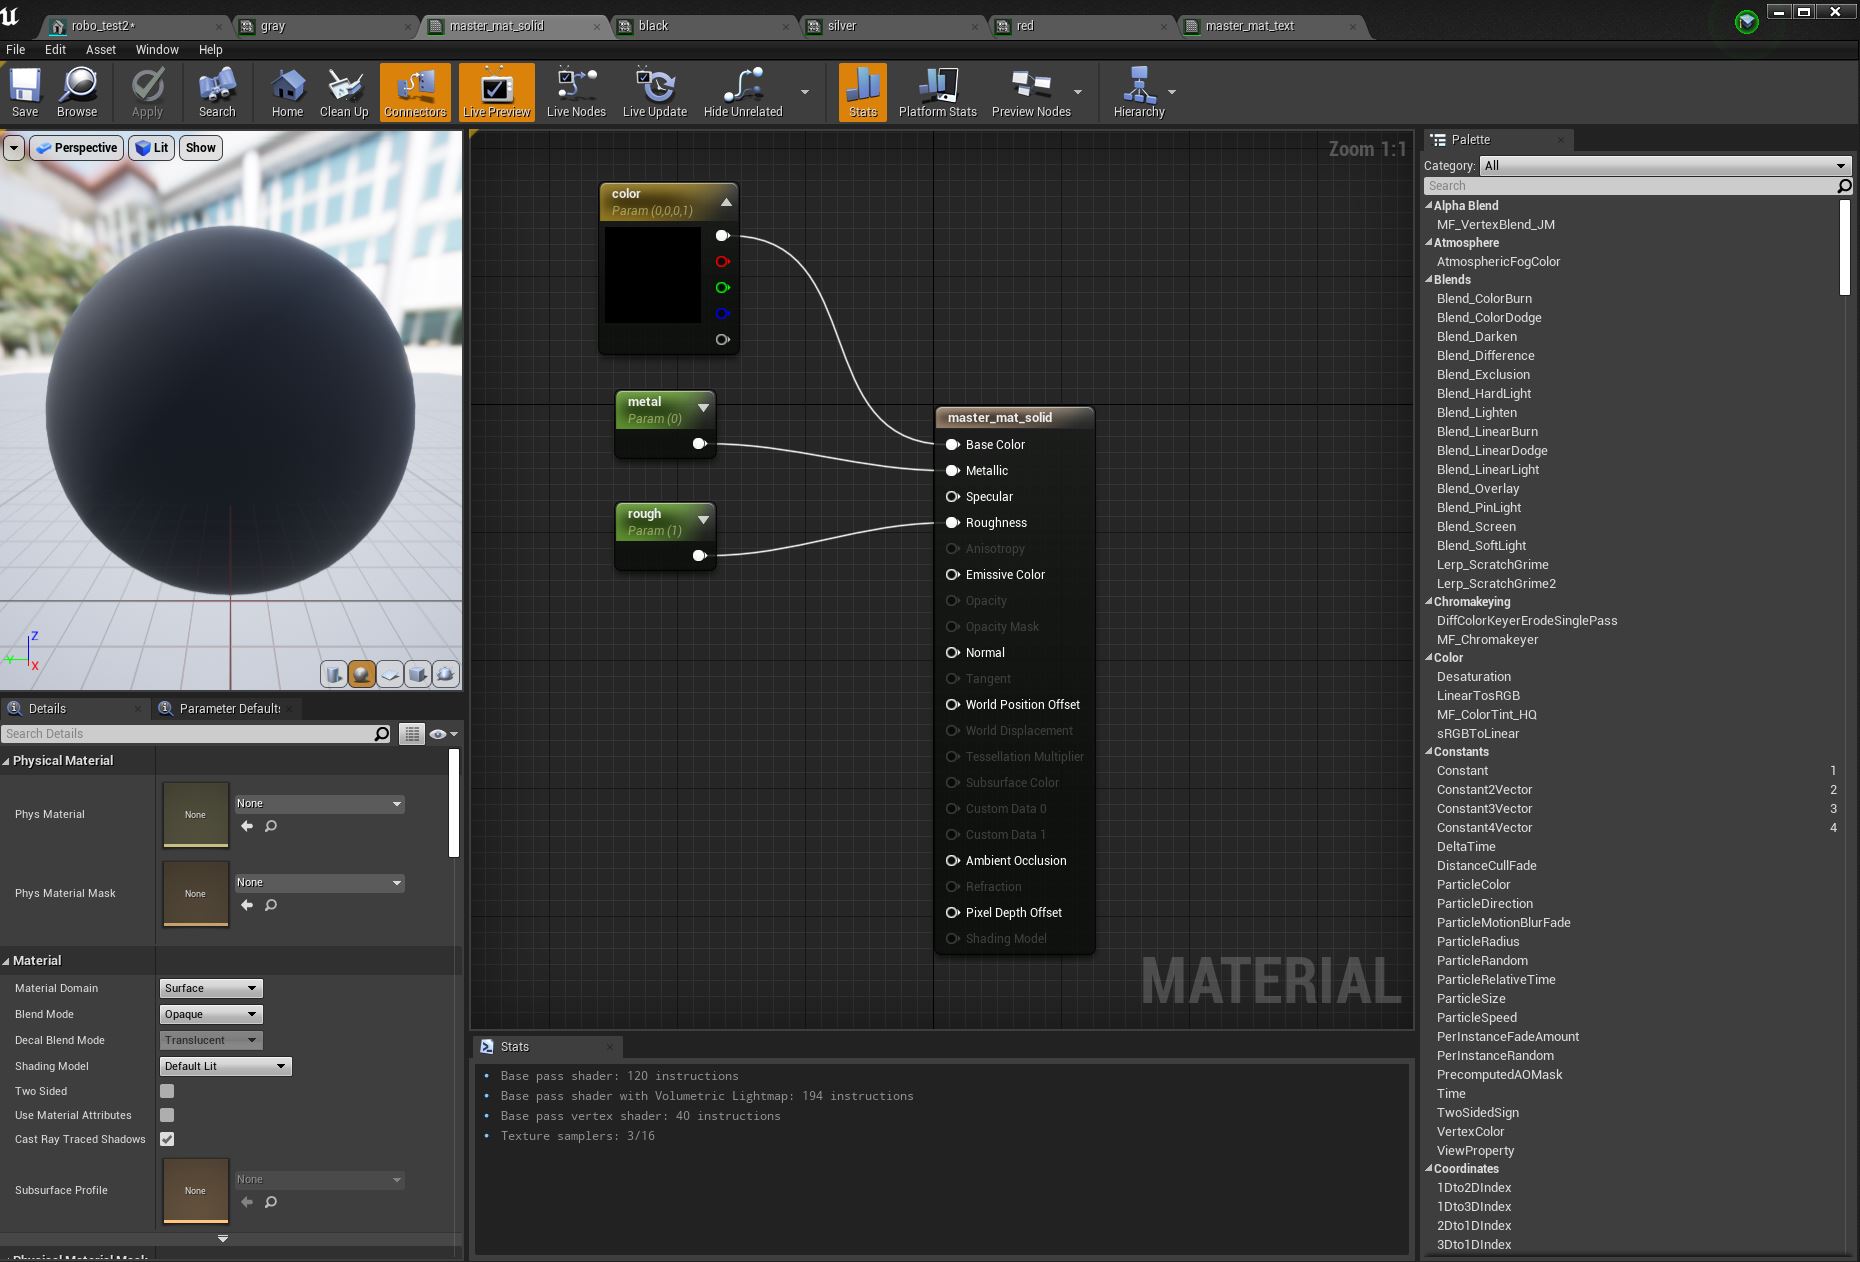 robo_test2*
gray
master_mat_solid
black
silver
red
master_mat_text
File Edit Asset Window Help
Save
Browse
Apply
Search
Home
Clean Up
Connectors
Live Preview
Live Nodes
Live Update
Hide Unrelated
Stats
Platform Stats
Preview Nodes
Hierarchy
Perspective
Lit
Show
Z
Y
X
Details
Parameter Defaults
Search Details
Physical Material
Phys Material
None
None
Phys Material Mask
None
None
Material
Material Domain
Surface
Blend Mode
Opaque
Decal Blend Mode
Translucent
Shading Model
Default Lit
Two Sided
Use Material Attributes
Cast Ray Traced Shadows
Subsurface Profile
None
None
Physical Material Mask
Zoom 1:1
color
Param (0,0,0,1)
metal
Param (0)
rough
Param (1)
master_mat_solid
Base Color
Metallic
Specular
Roughness
Anisotropy
Emissive Color
Opacity
Opacity Mask
Normal
Tangent
World Position Offset
World Displacement
Tessellation Multiplier
Subsurface Color
Custom Data 0
Custom Data 1
Ambient Occlusion
Refraction
Pixel Depth Offset
Shading Model
MATERIAL
Stats
Base pass shader: 120 instructions
Base pass shader with Volumetric Lightmap: 194 instructions
Base pass vertex shader: 40 instructions
Texture samplers: 3/16
Palette
Category: All
Search
Alpha Blend
MF_VertexBlend_JM
Atmosphere
AtmosphericFogColor
Blends
Blend_ColorBurn
Blend_ColorDodge
Blend_Darken
Blend_Difference
Blend_Exclusion
Blend_HardLight
Blend_Lighten
Blend_LinearBurn
Blend_LinearDodge
Blend_LinearLight
Blend_Overlay
Blend_PinLight
Blend_Screen
Blend_SoftLight
Lerp_ScratchGrime
Lerp_ScratchGrime2
Chromakeying
DiffColorKeyerErodeSinglePass
MF_Chromakeyer
Color
Desaturation
LinearTosRGB
MF_ColorTint_HQ
sRGBToLinear
Constants
Constant 1
Constant2Vector 2
Constant3Vector 3
Constant4Vector 4
DeltaTime
DistanceCullFade
ParticleColor
ParticleDirection
ParticleMotionBlurFade
ParticleRadius
ParticleRandom
ParticleRelativeTime
ParticleSize
ParticleSpeed
PerInstanceFadeAmount
PerInstanceRandom
PrecomputedAOMask
Time
TwoSidedSign
VertexColor
ViewProperty
Coordinates
1Dto2DIndex
1Dto3DIndex
2Dto1DIndex
3Dto1DIndex